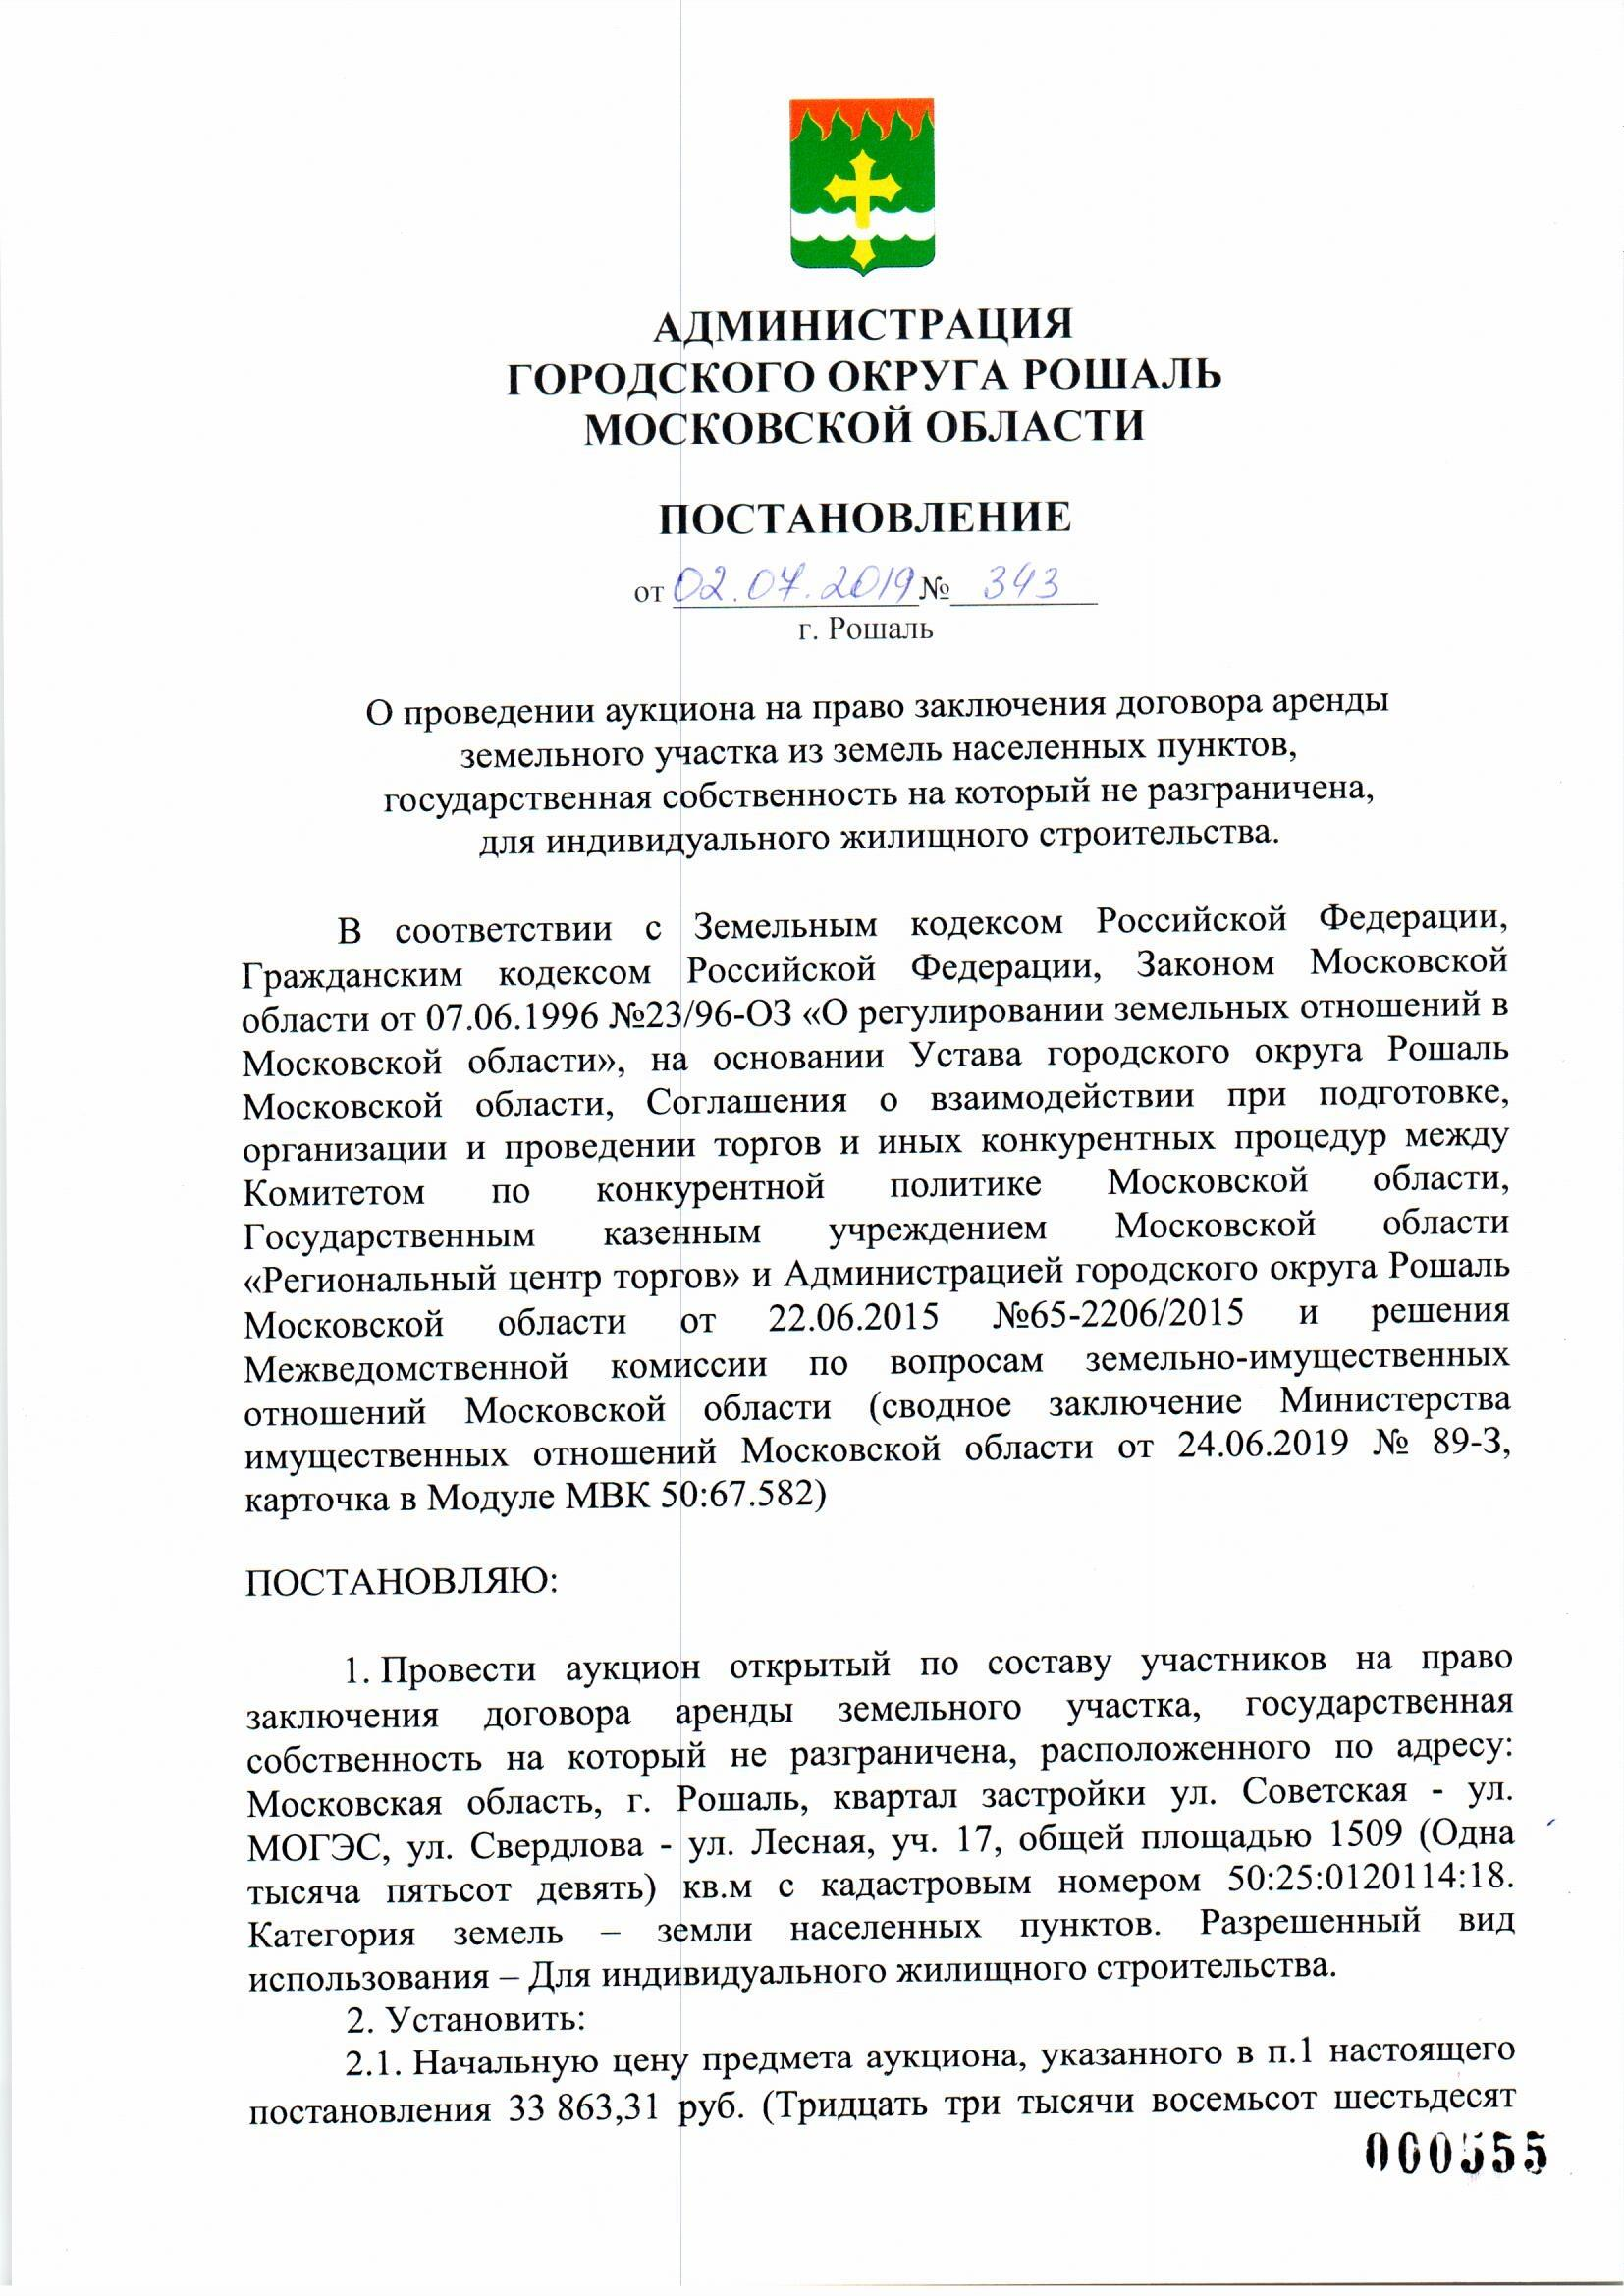 АДМИНИСТРАЦИЯ
ГОРОДСКОГО ОКРУГА РОШАЛЬ
МОСКОВСКОЙ ОБЛАСТИ
ПОСТАНОВЛЕНИЕ
от 02.07.2019 № 343
г. Рошаль
О проведении аукциона на право заключения договора аренды
земельного участка из земель населенных пунктов,
государственная собственность на который не разграничена,
для индивидуального жилищного строительства.
В соответствии с Земельным кодексом Российской Федерации,
Гражданским кодексом Российской Федерации, Законом Московской
области от 07.06.1996 №23/96-ОЗ «О регулировании земельных отношений в
Московской области», на основании Устава городского округа Рошаль
Московской области, Соглашения о взаимодействии при подготовке,
организации и проведении торгов и иных конкурентных процедур между
Комитетом по конкурентной политике Московской области,
Государственным казенным учреждением Московской области
«Региональный центр торгов» и Администрацией городского округа Рошаль
Московской области от 22.06.2015 №65-2206/2015 и решения
Межведомственной комиссии по вопросам земельно-имущественных
отношений Московской области (сводное заключение Министерства
имущественных отношений Московской области от 24.06.2019 № 89-З,
карточка в Модуле МВК 50:67.582)
ПОСТАНОВЛЯЮ:
1. Провести аукцион открытый по составу участников на право
заключения договора аренды земельного участка, государственная
собственность на который не разграничена, расположенного по адресу:
Московская область, г. Рошаль, квартал застройки ул. Советская - ул.
МОГЭС, ул. Свердлова - ул. Лесная, уч. 17, общей площадью 1509 (Одна
тысяча пятьсот девять) кв.м с кадастровым номером 50:25:0120114:18.
Категория земель – земли населенных пунктов. Разрешенный вид
использования – Для индивидуального жилищного строительства.
2. Установить:
2.1. Начальную цену предмета аукциона, указанного в п.1 настоящего
постановления 33 863,31 руб. (Тридцать три тысячи восемьсот шестьдесят
000555